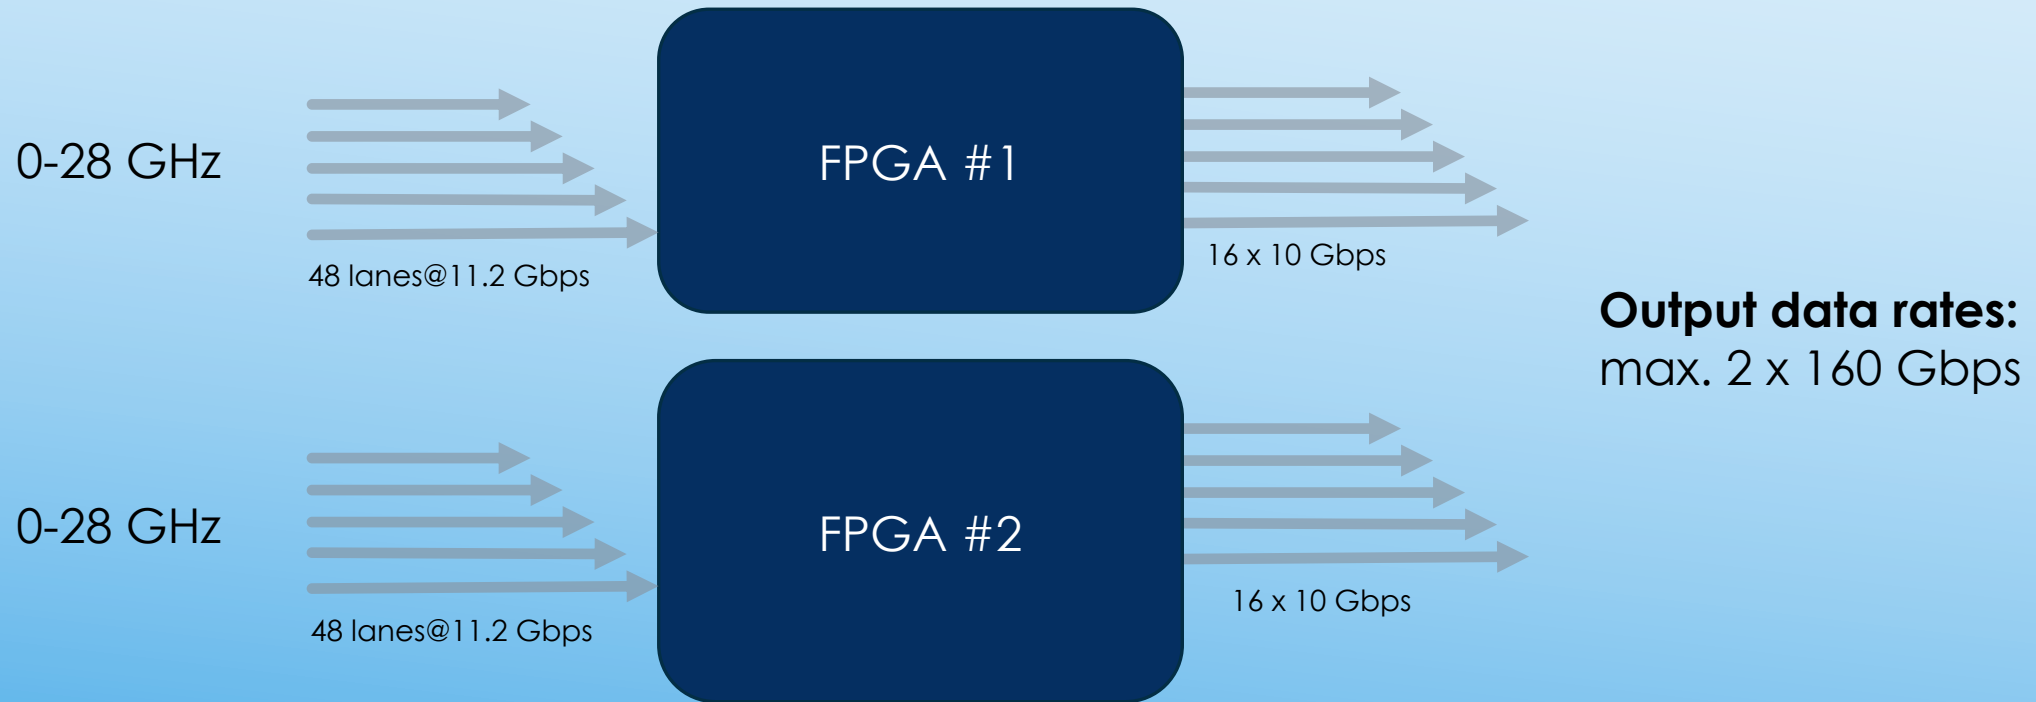 0-28 GHz
48 lanes@11.2 Gbps
FPGA #1
16 x 10 Gbps
Output data rates:
max. 2 x 160 Gbps
0-28 GHz
48 lanes@11.2 Gbps
FPGA #2
16 x 10 Gbps